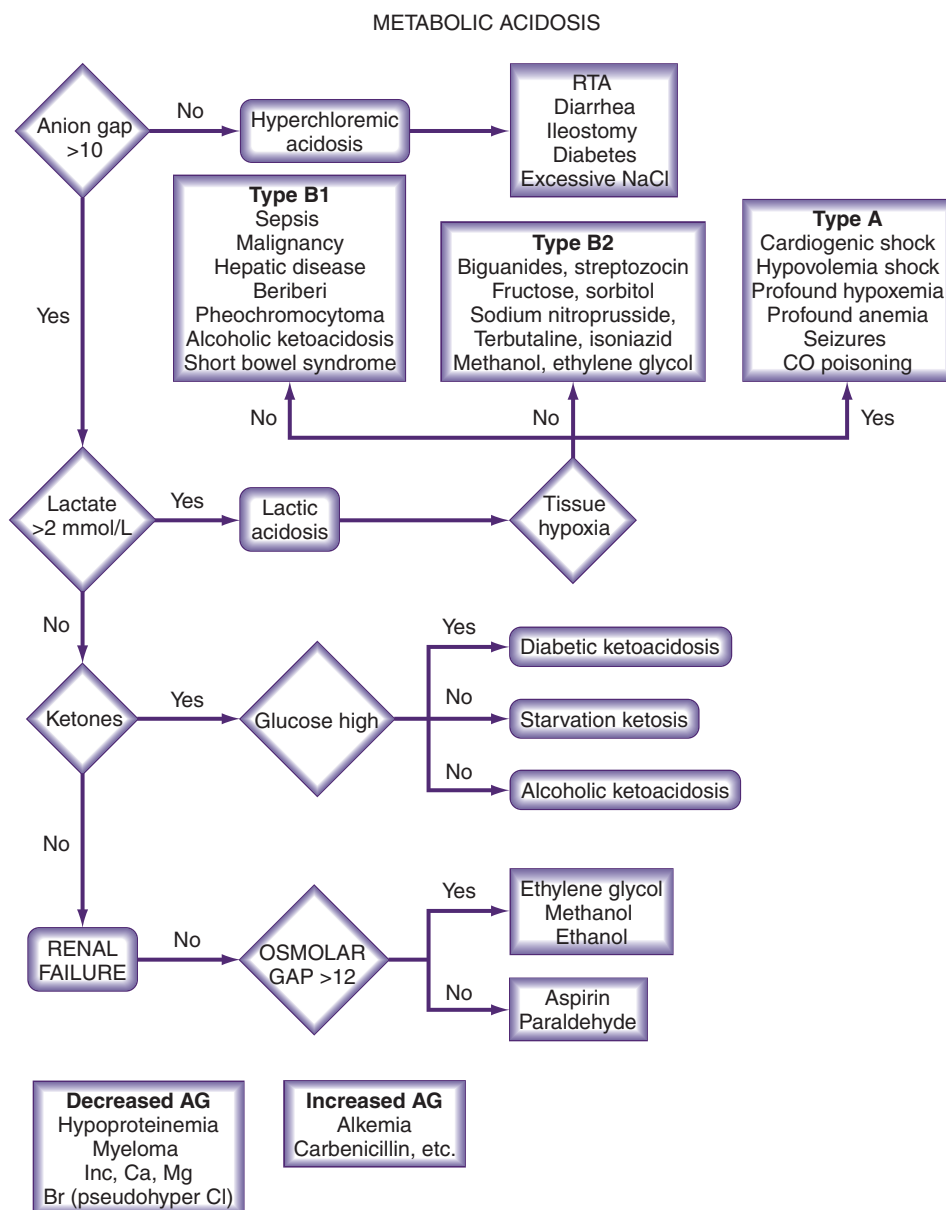 METABOLIC ACIDOSIS
Anion gap
>10
No
Hyperchloremic
acidosis
RTA
Diarrhea
Ileostomy
Diabetes
Excessive NaCl
Yes
Type B1
Sepsis
Malignancy
Hepatic disease
Beriberi
Pheochromocytoma
Alcoholic ketoacidosis
Short bowel syndrome
Type B2
Biguanides, streptozocin
Fructose, sorbitol
Sodium nitroprusside,
Terbutaline, isoniazid
Methanol, ethylene glycol
Type A
Cardiogenic shock
Hypovolemia shock
Profound hypoxemia
Profound anemia
Seizures
CO poisoning
No
No
Yes
Lactate
>2 mmol/L
Yes
Lactic
acidosis
Tissue
hypoxia
No
Ketones
Yes
Glucose high
Yes
Diabetic ketoacidosis
No
Starvation ketosis
No
Alcoholic ketoacidosis
No
RENAL
FAILURE
No
OSMOLAR
GAP >12
Yes
Ethylene glycol
Methanol
Ethanol
No
Aspirin
Paraldehyde
Decreased AG
Hypoproteinemia
Myeloma
Inc, Ca, Mg
Br (pseudohyper Cl)
Increased AG
Alkemia
Carbenicillin, etc.